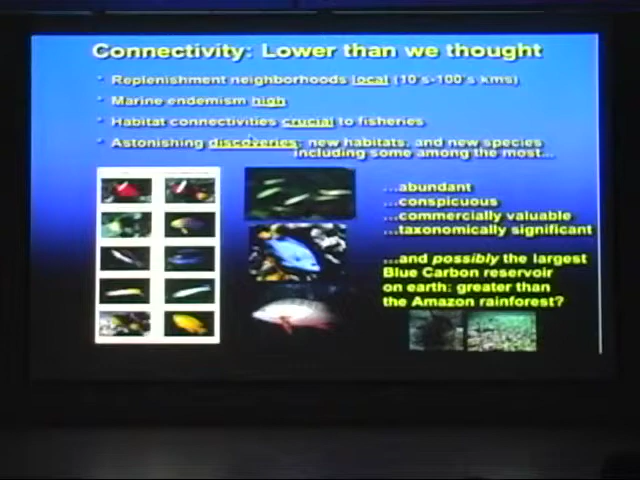 Connectivity: Lower than we thought
Replenishment neighborhoods local (10's-100's kms)
Marine endemism high
Habitat connectivities crucial to fisheries
Astonishing discoveries: new habitats, and new species
including some among the most...
...abundant
...conspicuous
...commercially valuable
...taxonomically significant
...and possibly the largest
Blue Carbon reservoir
on earth: greater than
the Amazon rainforest?